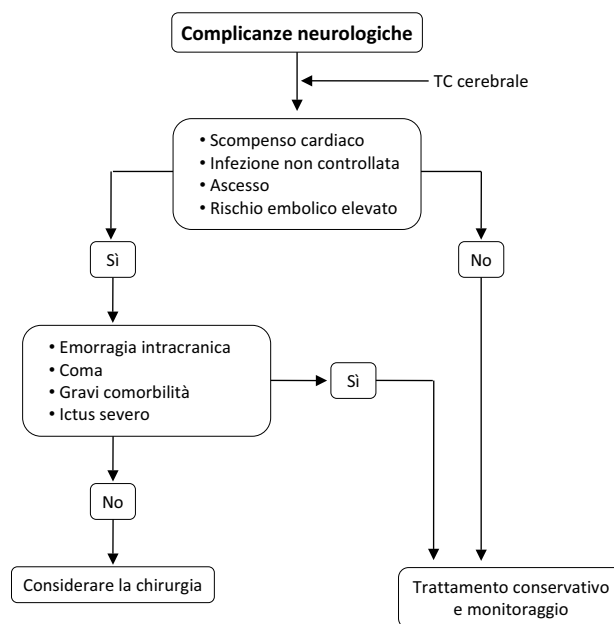 Complicanze neurologiche
TC cerebrale
• Scompenso cardiaco
• Infezione non controllata
• Ascesso
• Rischio embolico elevato
Sì
No
• Emorragia intracranica
• Coma
• Gravi comorbilità
• Ictus severo
Sì
No
Considerare la chirurgia
Trattamento conservativo
e monitoraggio